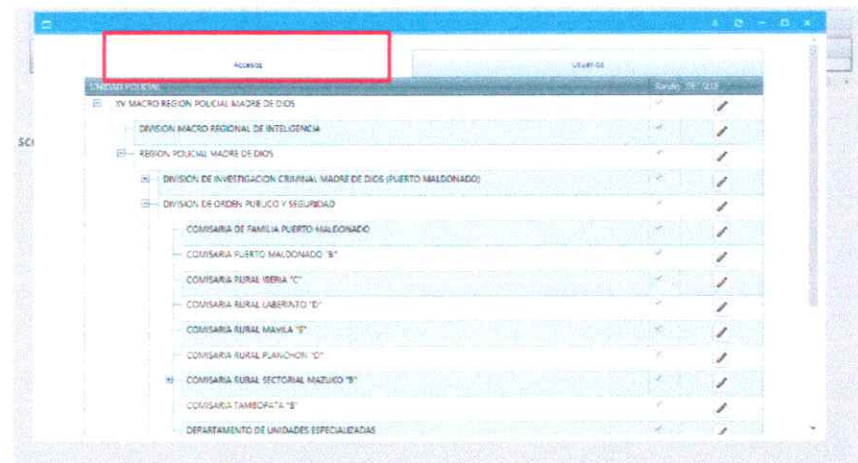 Accesos
Usuarios
UNIDAD POLICIAL
XV MACRO REGION POLICIAL MADRE DE DIOS
DIVISION MACRO REGIONAL DE INTELIGENCIA
REGION POLICIAL MADRE DE DIOS
DIVISION DE INVESTIGACION CRIMINAL MADRE DE DIOS (PUERTO MALDONADO)
DIVISION DE ORDEN PUBLICO Y SEGURIDAD
COMISARIA DE FAMILIA PUERTO MALDONADO
COMISARIA PUERTO MALDONADO "B"
COMISARIA RURAL IBERIA "C"
COMISARIA RURAL LABERINTO "D"
COMISARIA RURAL MAVILA "E"
COMISARIA RURAL PLANCHON "D"
COMISARIA RURAL SECTORIAL MAZUKO "B"
COMISARIA TAMBOPATA "B"
DEPARTAMENTO DE UNIDADES ESPECIALIZADAS